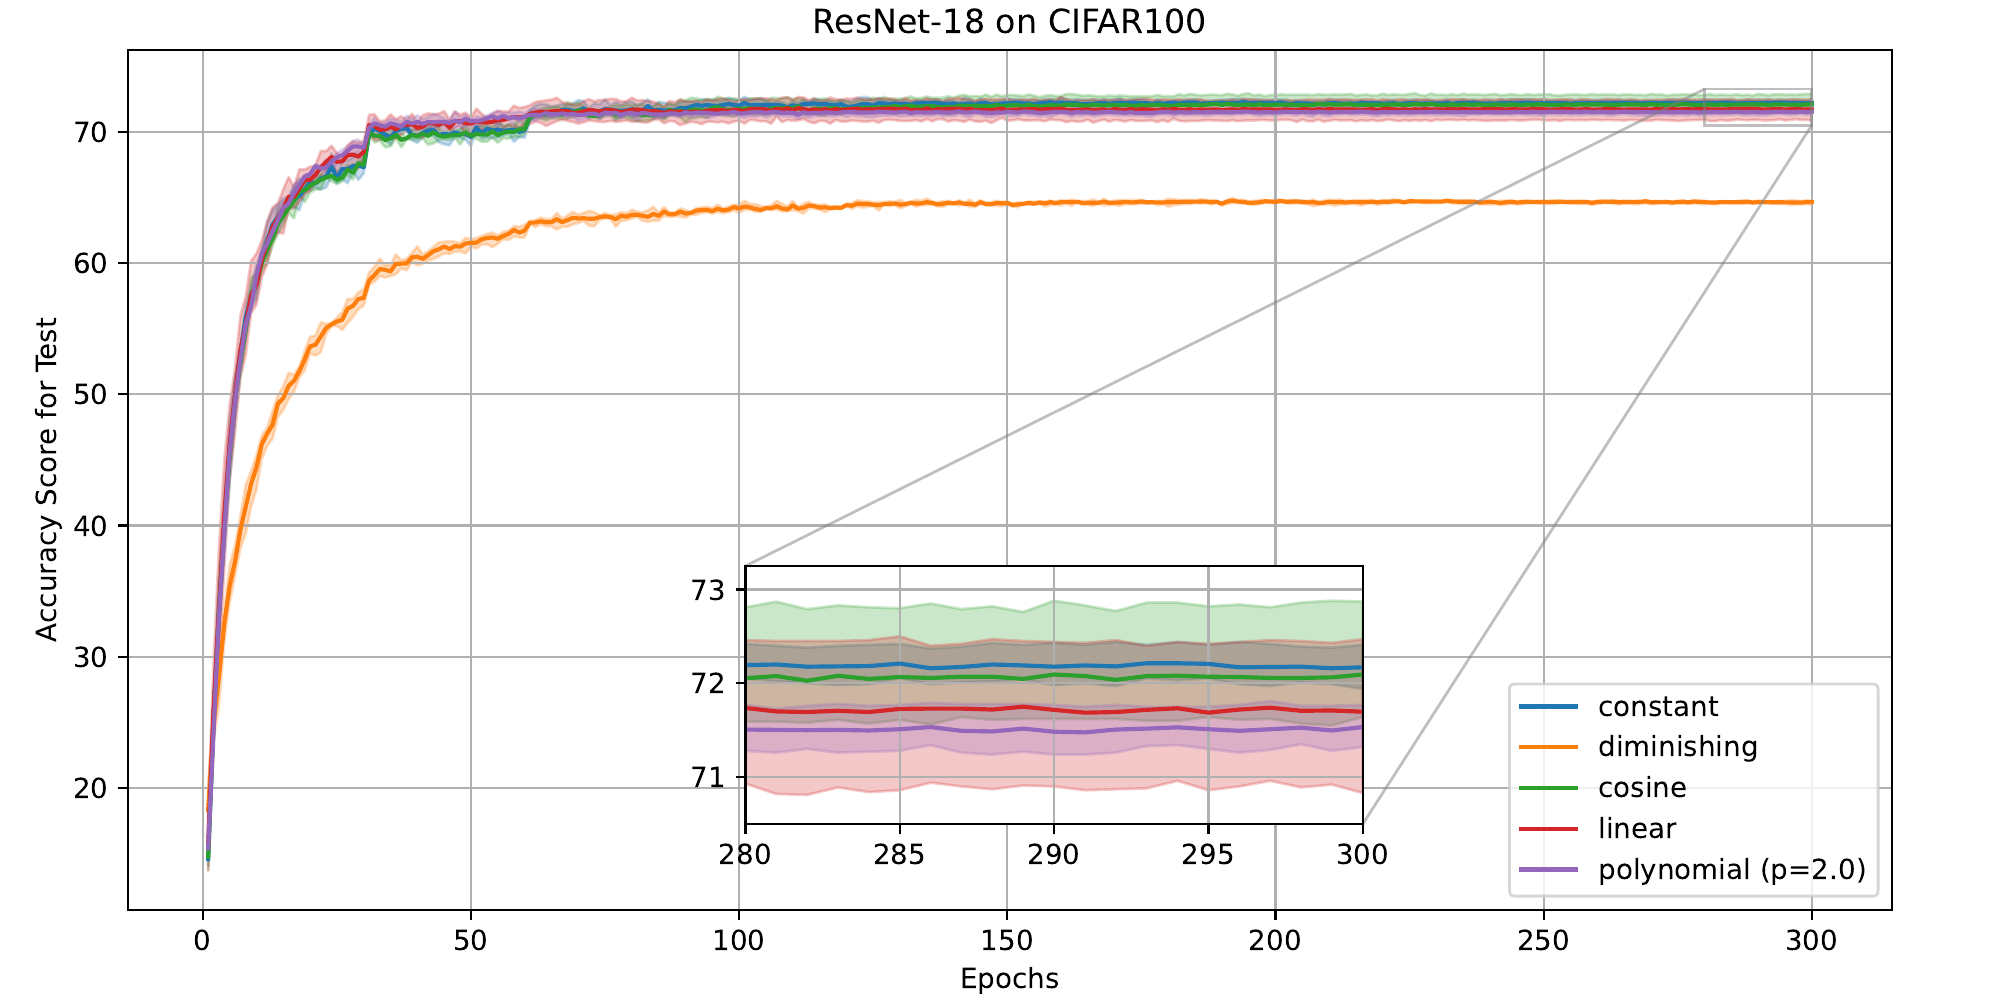 ResNet-18 on CIFAR100
Accuracy Score for Test
70
60
50
40
30
20
73
72
71
280 285 290 295 300
constant
diminishing
cosine
linear
polynomial (p=2.0)
0 50 100 150 200 250 300
Epochs